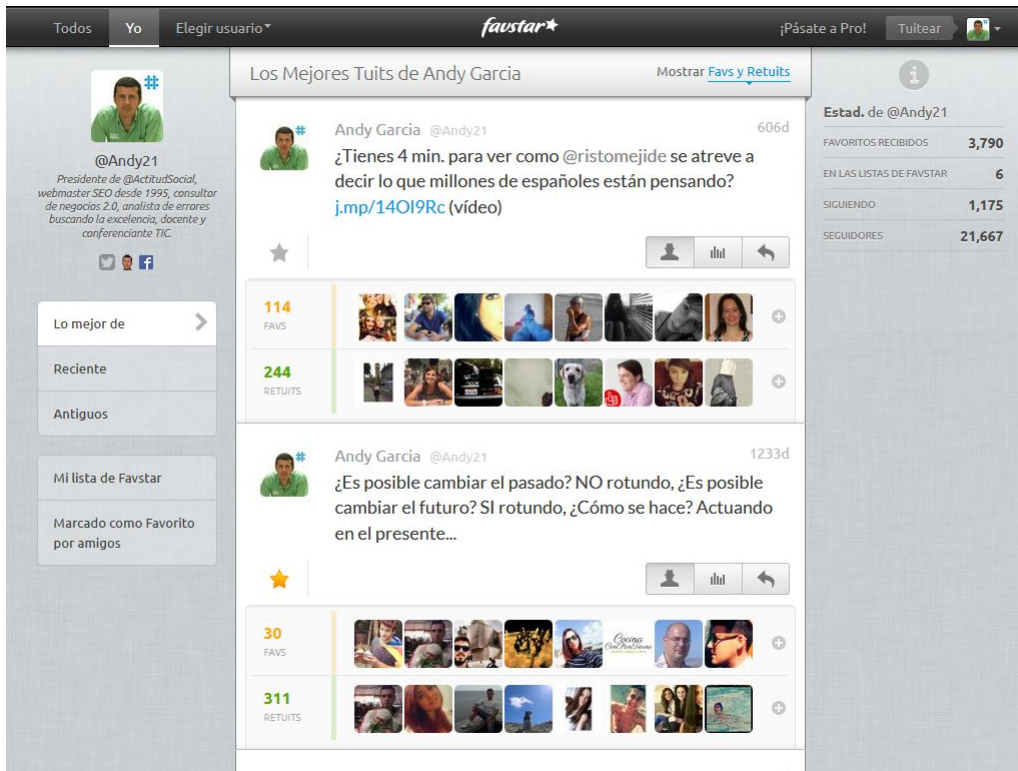 Todos
Yo
Elegir usuario
favstar
¡Pásate a Pro!
Tuitear
@Andy21
Presidente de @ActitudSocial,
webmaster SEO desde 1995, consultor
de negocios 2.0, analista de errores
buscando la excelencia, docente y
conferenciante TIC.
Lo mejor de
Reciente
Antiguos
Mi lista de Favstar
Marcado como Favorito
por amigos
Los Mejores Tuits de Andy Garcia
Mostrar Favs y Retuits
Andy Garcia @Andy21
606d
¿Tienes 4 min. para ver como @ristomejide se atreve a
decir lo que millones de españoles están pensando?
j.mp/14OI9Rc (vídeo)
114
FAVS
244
RETUITS
Andy Garcia @Andy21
1233d
¿Es posible cambiar el pasado? NO rotundo, ¿Es posible
cambiar el futuro? SI rotundo, ¿Cómo se hace? Actuando
en el presente...
30
FAVS
311
RETUITS
Estad. de @Andy21
FAVORITOS RECIBIDOS 3,790
EN LAS LISTAS DE FAVSTAR 6
SIGUIENDO 1,175
SEGUIDORES 21,667